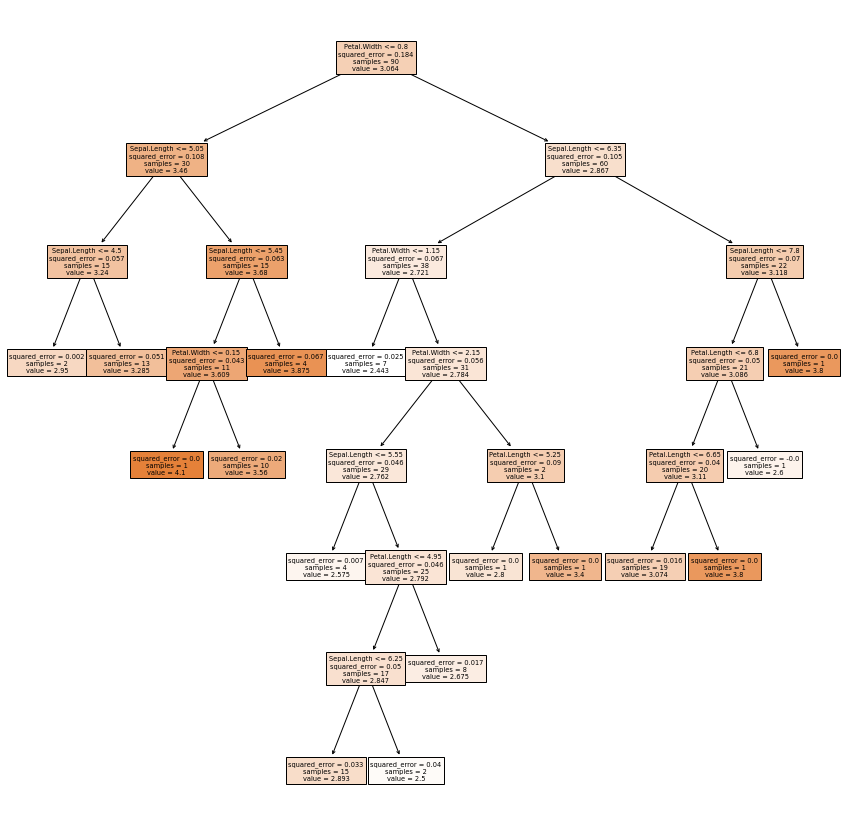 Petal.Width <= 0.8
squared_error = 0.184
samples = 90
value = 3.064
Sepal.Length <= 5.05
squared_error = 0.108
samples = 30
value = 3.46
Sepal.Length <= 6.35
squared_error = 0.105
samples = 60
value = 2.867
Sepal.Length <= 4.5
squared_error = 0.057
samples = 15
value = 3.24
Sepal.Length <= 5.45
squared_error = 0.063
samples = 15
value = 3.68
Petal.Width <= 1.15
squared_error = 0.067
samples = 38
value = 2.721
Sepal.Length <= 7.8
squared_error = 0.07
samples = 22
value = 3.118
squared_error = 0.002
samples = 2
value = 2.95
squared_error = 0.051
samples = 13
value = 3.285
Petal.Width <= 0.15
squared_error = 0.043
samples = 11
value = 3.609
squared_error = 0.067
samples = 4
value = 3.875
squared_error = 0.025
samples = 7
value = 2.443
Petal.Width <= 2.15
squared_error = 0.056
samples = 31
value = 2.784
Petal.Length <= 6.8
squared_error = 0.05
samples = 21
value = 3.086
squared_error = 0.0
samples = 1
value = 3.8
squared_error = 0.0
samples = 1
value = 4.1
squared_error = 0.02
samples = 10
value = 3.56
Sepal.Length <= 5.55
squared_error = 0.046
samples = 29
value = 2.762
Petal.Length <= 5.25
squared_error = 0.09
samples = 2
value = 3.1
Petal.Length <= 6.65
squared_error = 0.04
samples = 20
value = 3.11
squared_error = -0.0
samples = 1
value = 2.6
squared_error = 0.007
samples = 4
value = 2.575
Petal.Length <= 4.95
squared_error = 0.046
samples = 25
value = 2.792
squared_error = 0.0
samples = 1
value = 2.8
squared_error = 0.0
samples = 1
value = 3.4
squared_error = 0.016
samples = 19
value = 3.074
squared_error = 0.0
samples = 1
value = 3.8
Sepal.Length <= 6.25
squared_error = 0.05
samples = 17
value = 2.847
squared_error = 0.017
samples = 8
value = 2.675
squared_error = 0.033
samples = 15
value = 2.893
squared_error = 0.04
samples = 2
value = 2.5